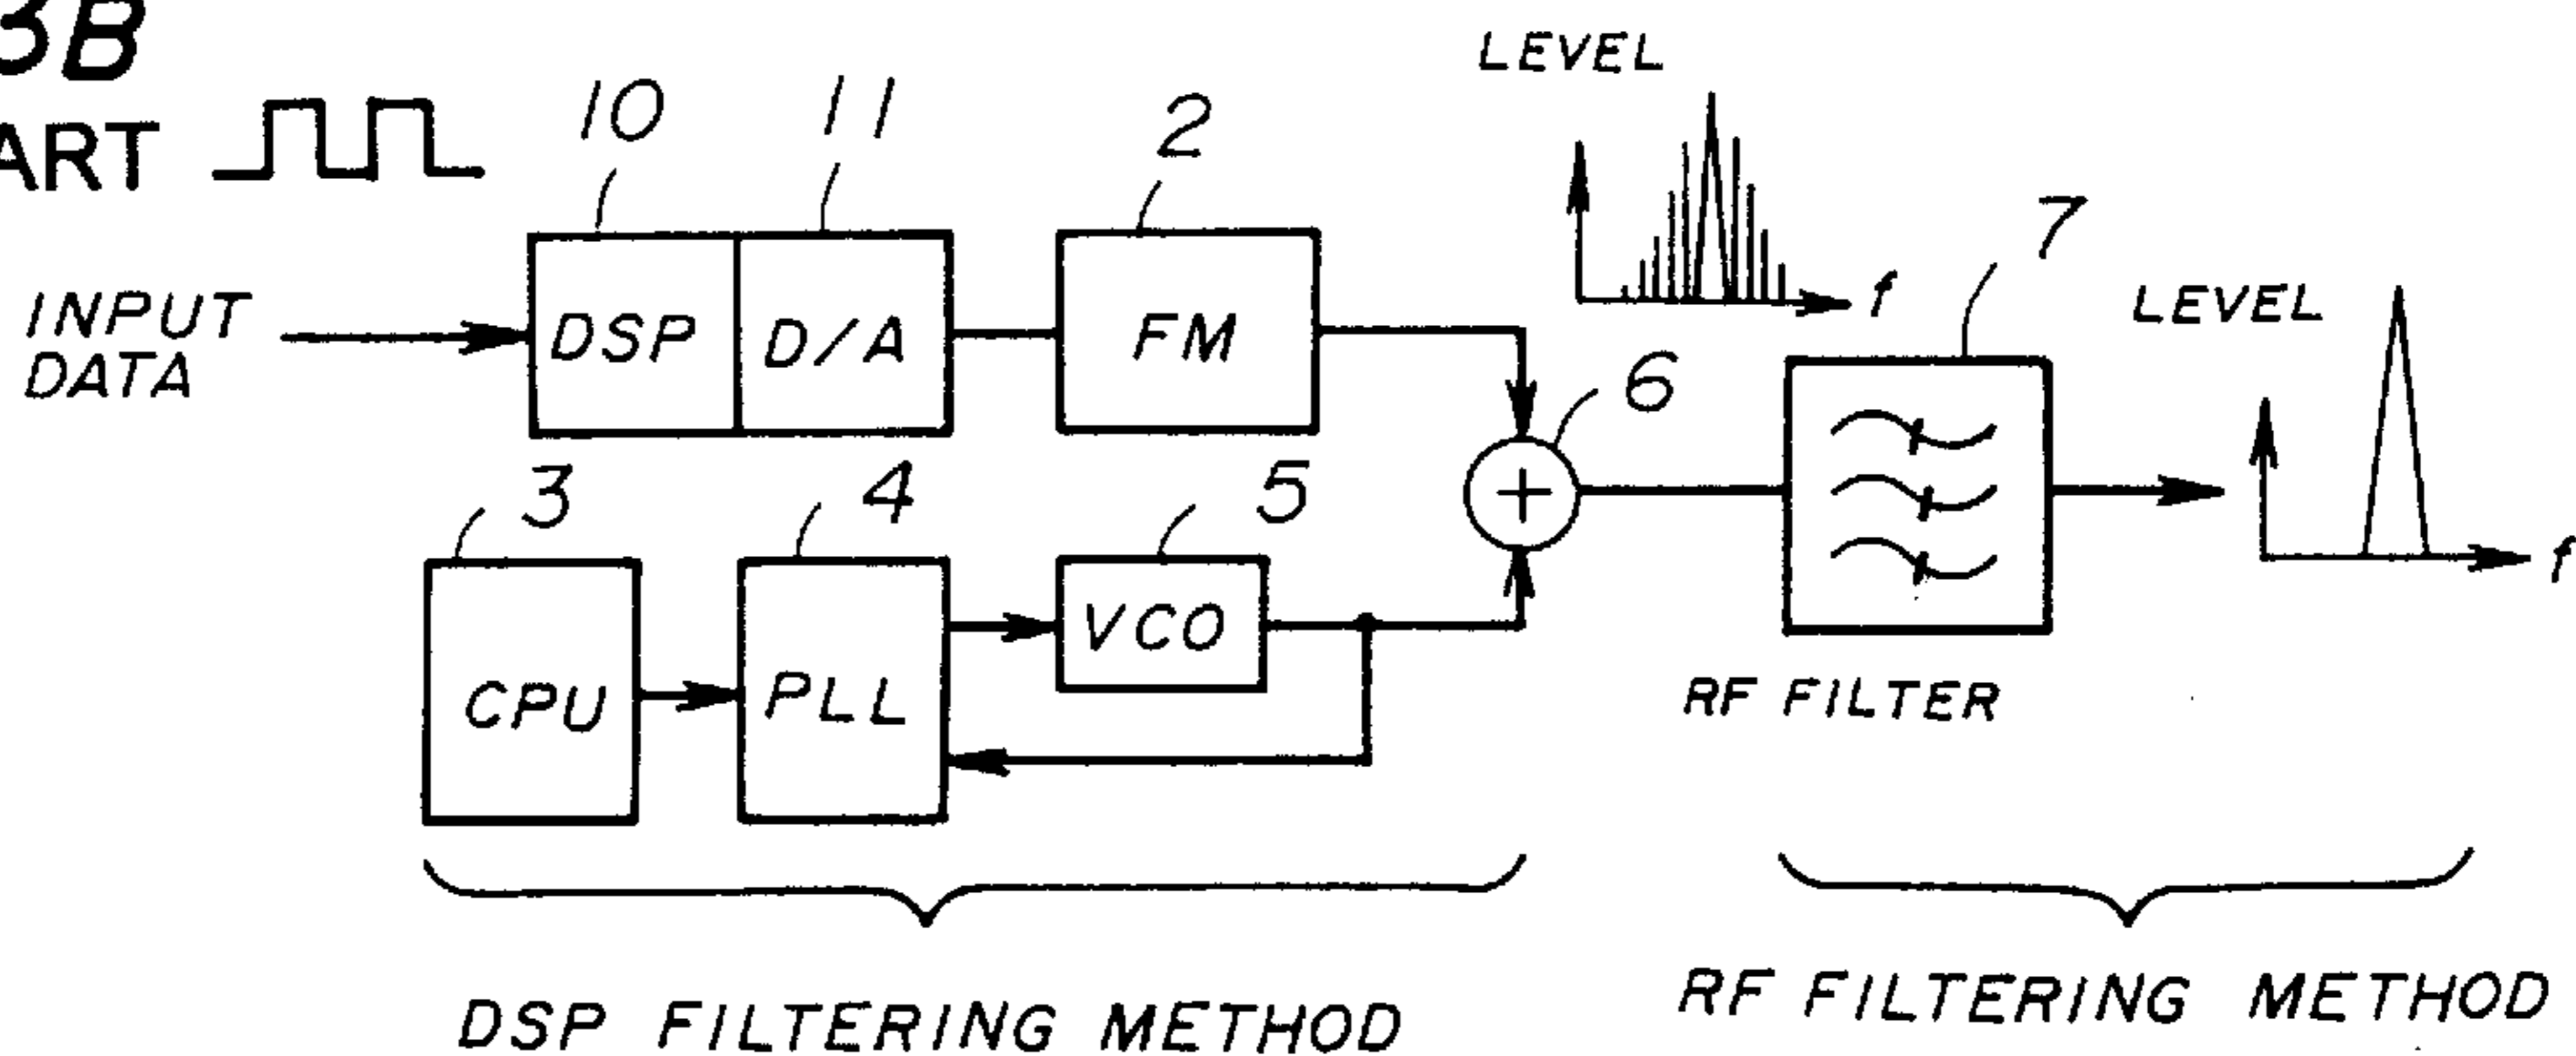 3B
ART
LEVEL
10 11 2
7
INPUT
DATA
DSP D/A FM
f
LEVEL
6
3 4 5
+
CPU PLL VCO
f
RF FILTER
DSP FILTERING METHOD
RF FILTERING METHOD